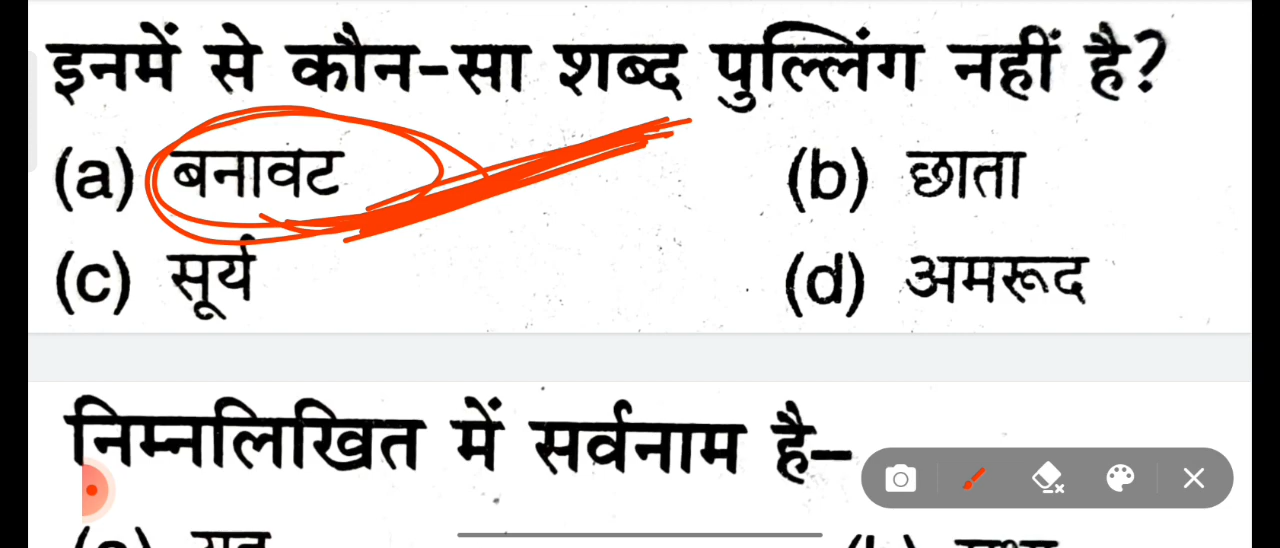 इनमें से कौन-सा शब्द पुल्लिंग नहीं है?
(a) बनावट (b) छाता
(c) सूर्य (d) अमरूद
निम्नलिखित में सर्वनाम है–